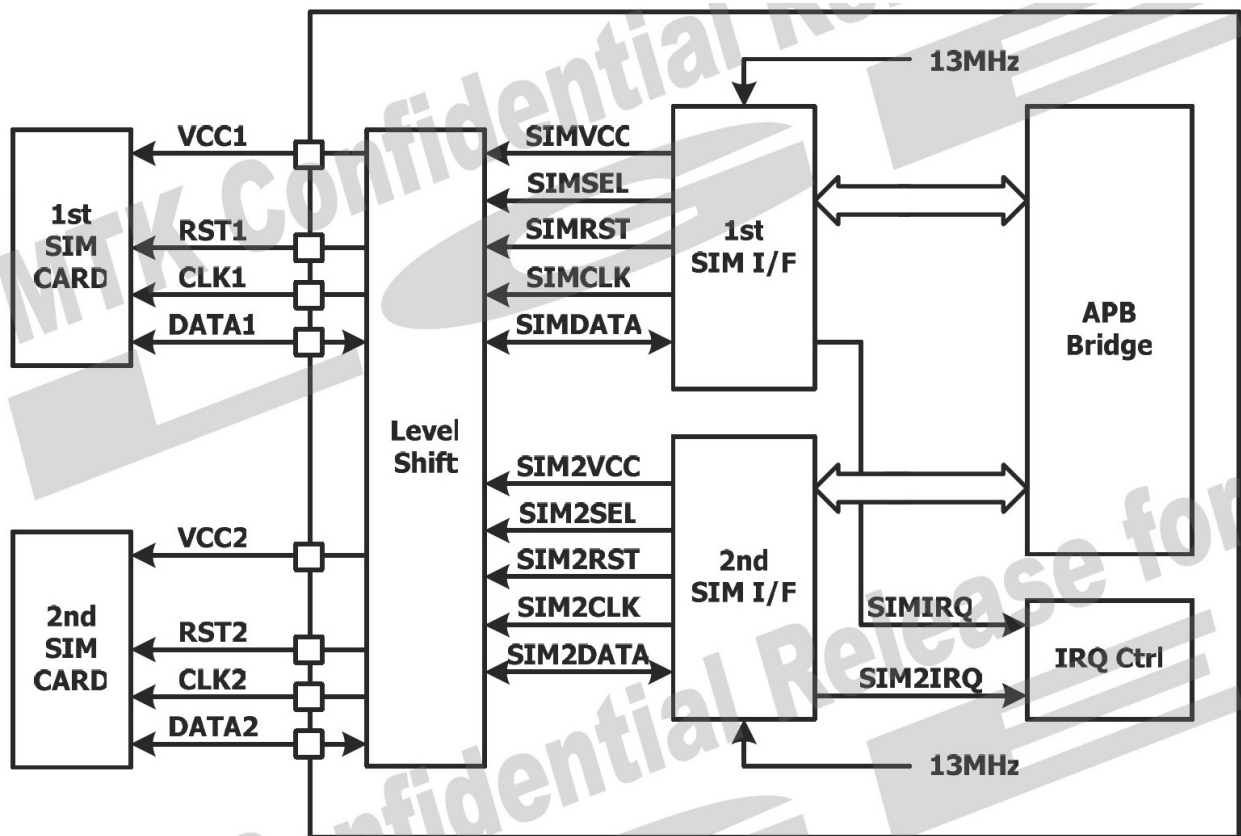 MTK Confidential Rel
13MHz
VCC1
SIMVCC
SIMSEL
1st
SIM
CARD
RST1
SIMRST
1st
SIM I/F
CLK1
SIMCLK
DATA1
SIMDATA
APB
Bridge
Level
Shift
SIM2VCC
SIM2SEL
VCC2
SIM2RST
2nd
SIM I/F
SIM2CLK
SIMIRQ
2nd
SIM
CARD
RST2
SIM2DATA
IRQ Ctrl
CLK2
SIM2IRQ
DATA2
13MHz
Confidential Release for